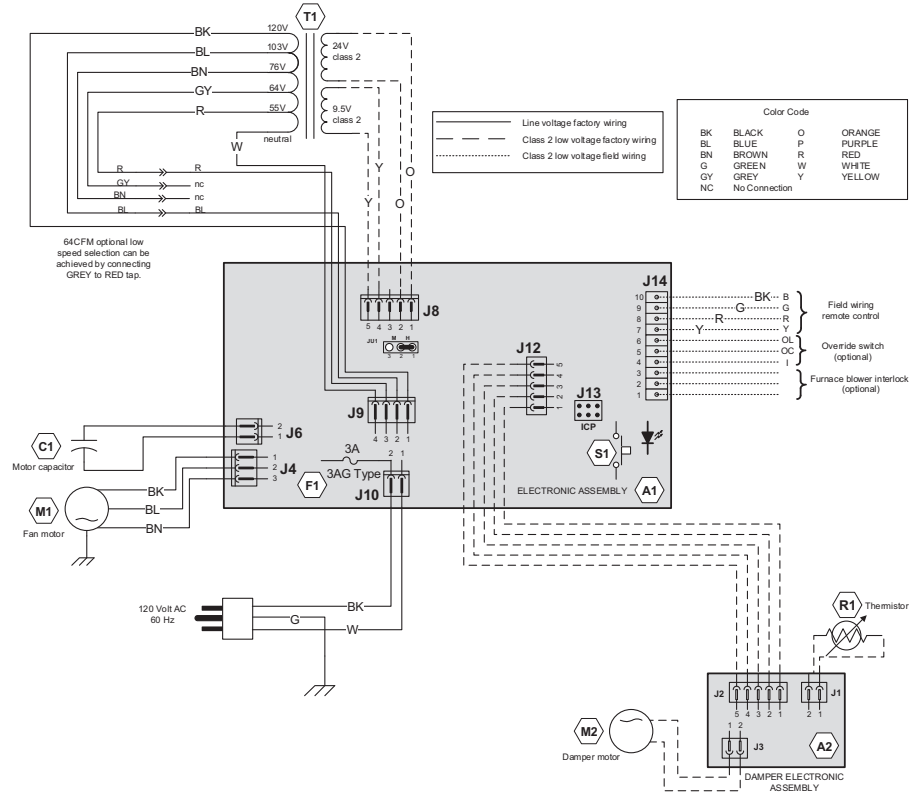 T1
BK 120V
BL 103V
BN 76V
GY 64V
R 55V
W neutral
24V
class 2
9.5V
class 2
R R
GY nc
BN nc
BL BL
Y Y O O
64CFM optional low
speed selection can be
achieved by connecting
GREY to RED tap.
Line voltage factory wiring
Class 2 low voltage factory wiring
Class 2 low voltage field wiring
Color Code
BK BLACK O ORANGE
BL BLUE P PURPLE
BN BROWN R RED
G GREEN W WHITE
GY GREY Y YELLOW
NC No Connection
J8
5 4 3 2 1
JU1 M H
3 2 1
J9
4 3 2 1
J12
5
4
3
2
1
J13
ICP
J14
10 BK B
9 G G
8 R R
7 Y Y
6 OL
5 OC
4 I
3
2
1
Field wiring
remote control
Override switch
(optional)
Furnace blower interlock
(optional)
S1
ELECTRONIC ASSEMBLY A1
C1
Motor capacitor
2
1
J6
J4
1
2
3
M1
Fan motor
BK
BL
BN
F1
3A
3AG Type
2 1
J10
120 Volt AC
60 Hz
BK
G
W
R1 Thermistor
J2
5 4 3 2 1
J1
2 1
1 2
J3
A2
M2
Damper motor
DAMPER ELECTRONIC
ASSEMBLY